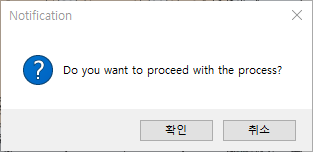 Notification
Do you want to proceed with the process?
확인
취소